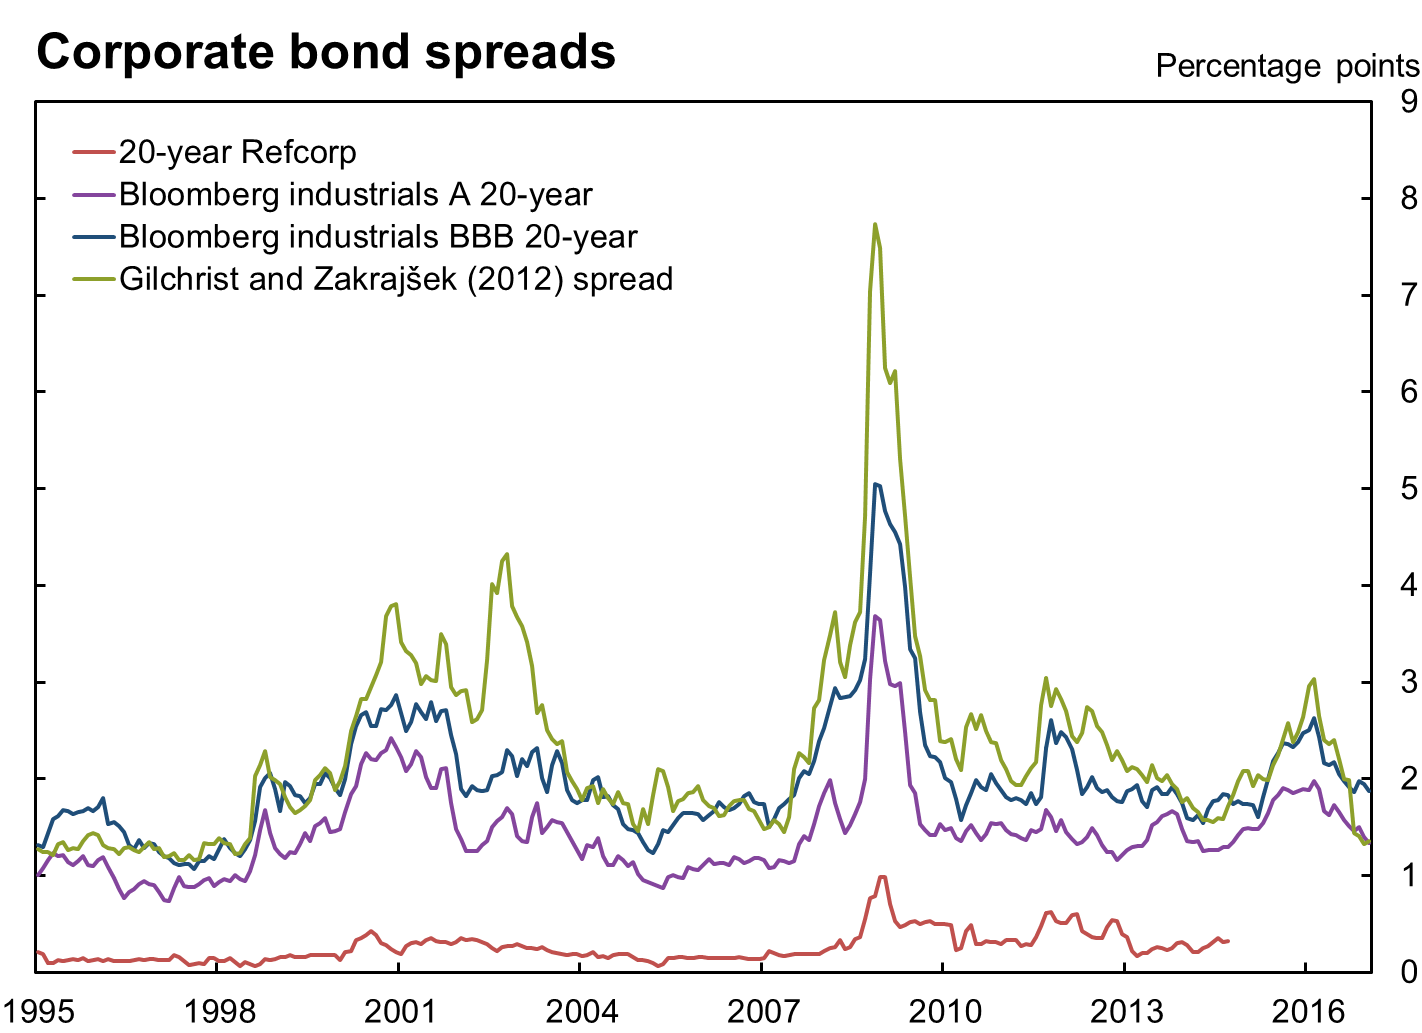 Corporate bond spreads
Percentage points
20-year Refcorp
Bloomberg industrials A 20-year
Bloomberg industrials BBB 20-year
Gilchrist and Zakrajšek (2012) spread
9
8
7
6
5
4
3
2
1
0
1995 1998 2001 2004 2007 2010 2013 2016